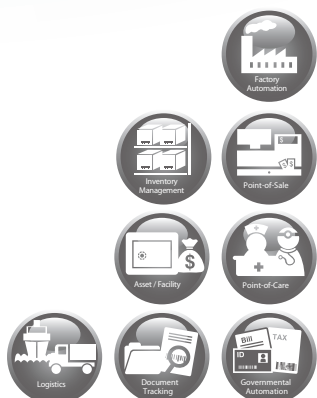 Factory
Automation
$
Inventory
Management
Point-of-Sale
$
Asset / Facility
Point-of-Care
Bill
TAX
ID
Logistics
Document
Tracking
Governmental
Automation